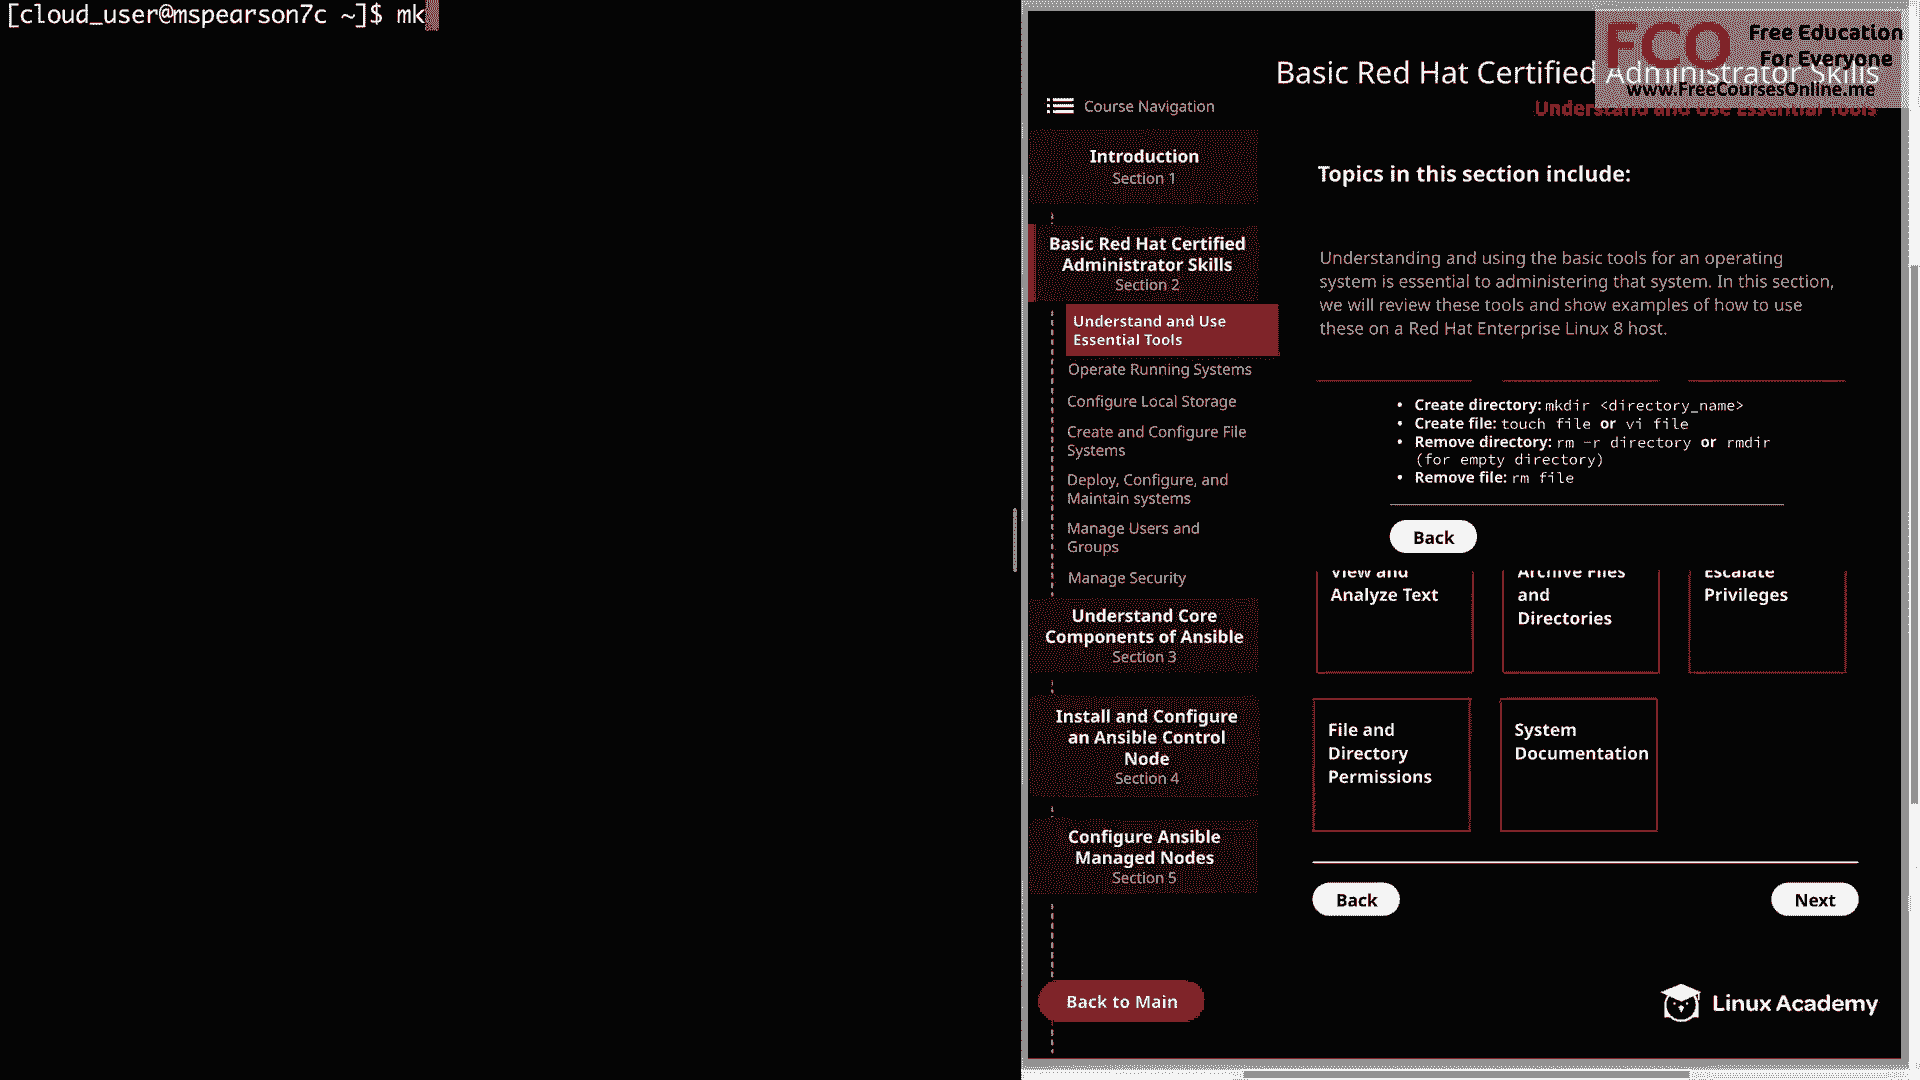 [cloud_user@mspearson7c ~]$ mk
FCO Free Education
For Everyone
www.FreeCoursesOnline.me
Basic Red Hat Certified Administrator Skills
Understand and Use Essential Tools
Course Navigation
Introduction
Section 1
Basic Red Hat Certified
Administrator Skills
Section 2
Understand and Use
Essential Tools
Operate Running Systems
Configure Local Storage
Create and Configure File
Systems
Deploy, Configure, and
Maintain systems
Manage Users and
Groups
Manage Security
Understand Core
Components of Ansible
Section 3
Install and Configure
an Ansible Control
Node
Section 4
Configure Ansible
Managed Nodes
Section 5
Back to Main
Topics in this section include:
Understanding and using the basic tools for an operating
system is essential to administering that system. In this section,
we will review these tools and show examples of how to use
these on a Red Hat Enterprise Linux 8 host.
• Create directory: mkdir <directory_name>
• Create file: touch file or vi file
• Remove directory: rm -r directory or rmdir
(for empty directory)
• Remove file: rm file
Back
View and
Analyze Text
Archive Files
and
Directories
Escalate
Privileges
File and
Directory
Permissions
System
Documentation
Back
Next
Linux Academy